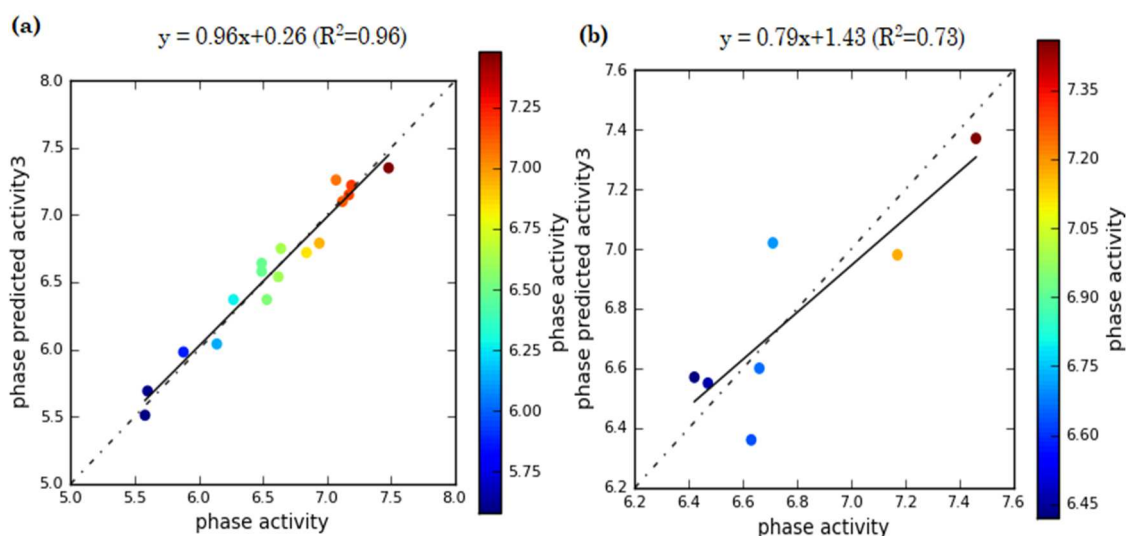 (a)
y = 0.96x+0.26 (R²=0.96)
8.0
7.5
7.0
6.5
6.0
5.5
5.0
phase predicted activity3
5.0 5.5 6.0 6.5 7.0 7.5 8.0
phase activity
7.25
7.00
6.75
6.50
6.25
6.00
5.75
phase activity
(b)
y = 0.79x+1.43 (R²=0.73)
7.6
7.4
7.2
7.0
6.8
6.6
6.4
6.2
phase predicted activity3
6.2 6.4 6.6 6.8 7.0 7.2 7.4 7.6
phase activity
7.35
7.20
7.05
6.90
6.75
6.60
6.45
phase activity